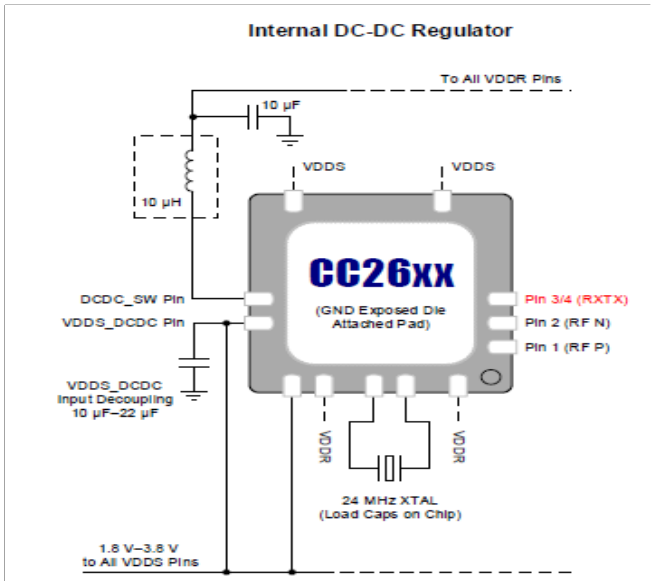 Internal DC-DC Regulator
To All VDDR Pins
10 µF
10 µH
VDDS
VDDS
CC26xx
(GND Exposed Die
Attached Pad)
DCDC_SW Pin
VDDS_DCDC Pin
Pin 3/4 (RXTX)
Pin 2 (RF N)
Pin 1 (RF P)
VDDS_DCDC
Input Decoupling
10 µF–22 µF
VDDR
VDDR
24 MHz XTAL
(Load Caps on Chip)
1.8 V–3.8 V
to All VDDS Pins